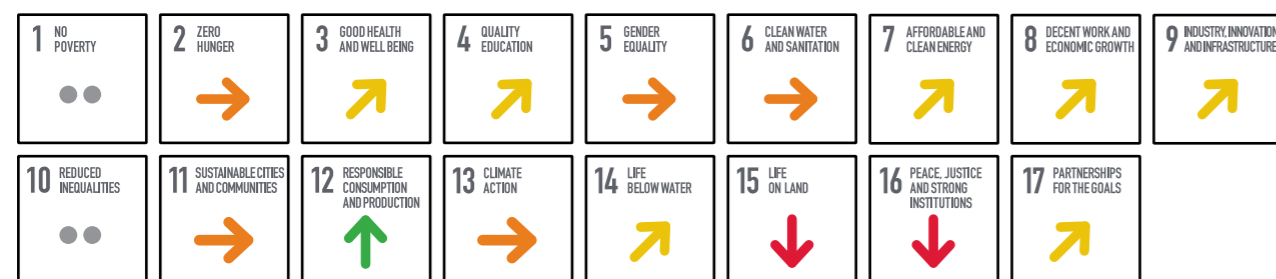 1 NO
POVERTY
2 ZERO
HUNGER
3 GOOD HEALTH
AND WELL BEING
4 QUALITY
EDUCATION
5 GENDER
EQUALITY
6 CLEAN WATER
AND SANITATION
7 AFFORDABLE AND
CLEAN ENERGY
8 DECENT WORK AND
ECONOMIC GROWTH
9 INDUSTRY, INNOVATION
AND INFRASTRUCTURE
10 REDUCED
INEQUALITIES
11 SUSTAINABLE CITIES
AND COMMUNITIES
12 RESPONSIBLE
CONSUMPTION
AND PRODUCTION
13 CLIMATE
ACTION
14 LIFE
BELOW WATER
15 LIFE
ON LAND
16 PEACE, JUSTICE
AND STRONG
INSTITUTIONS
17 PARTNERSHIPS
FOR THE GOALS